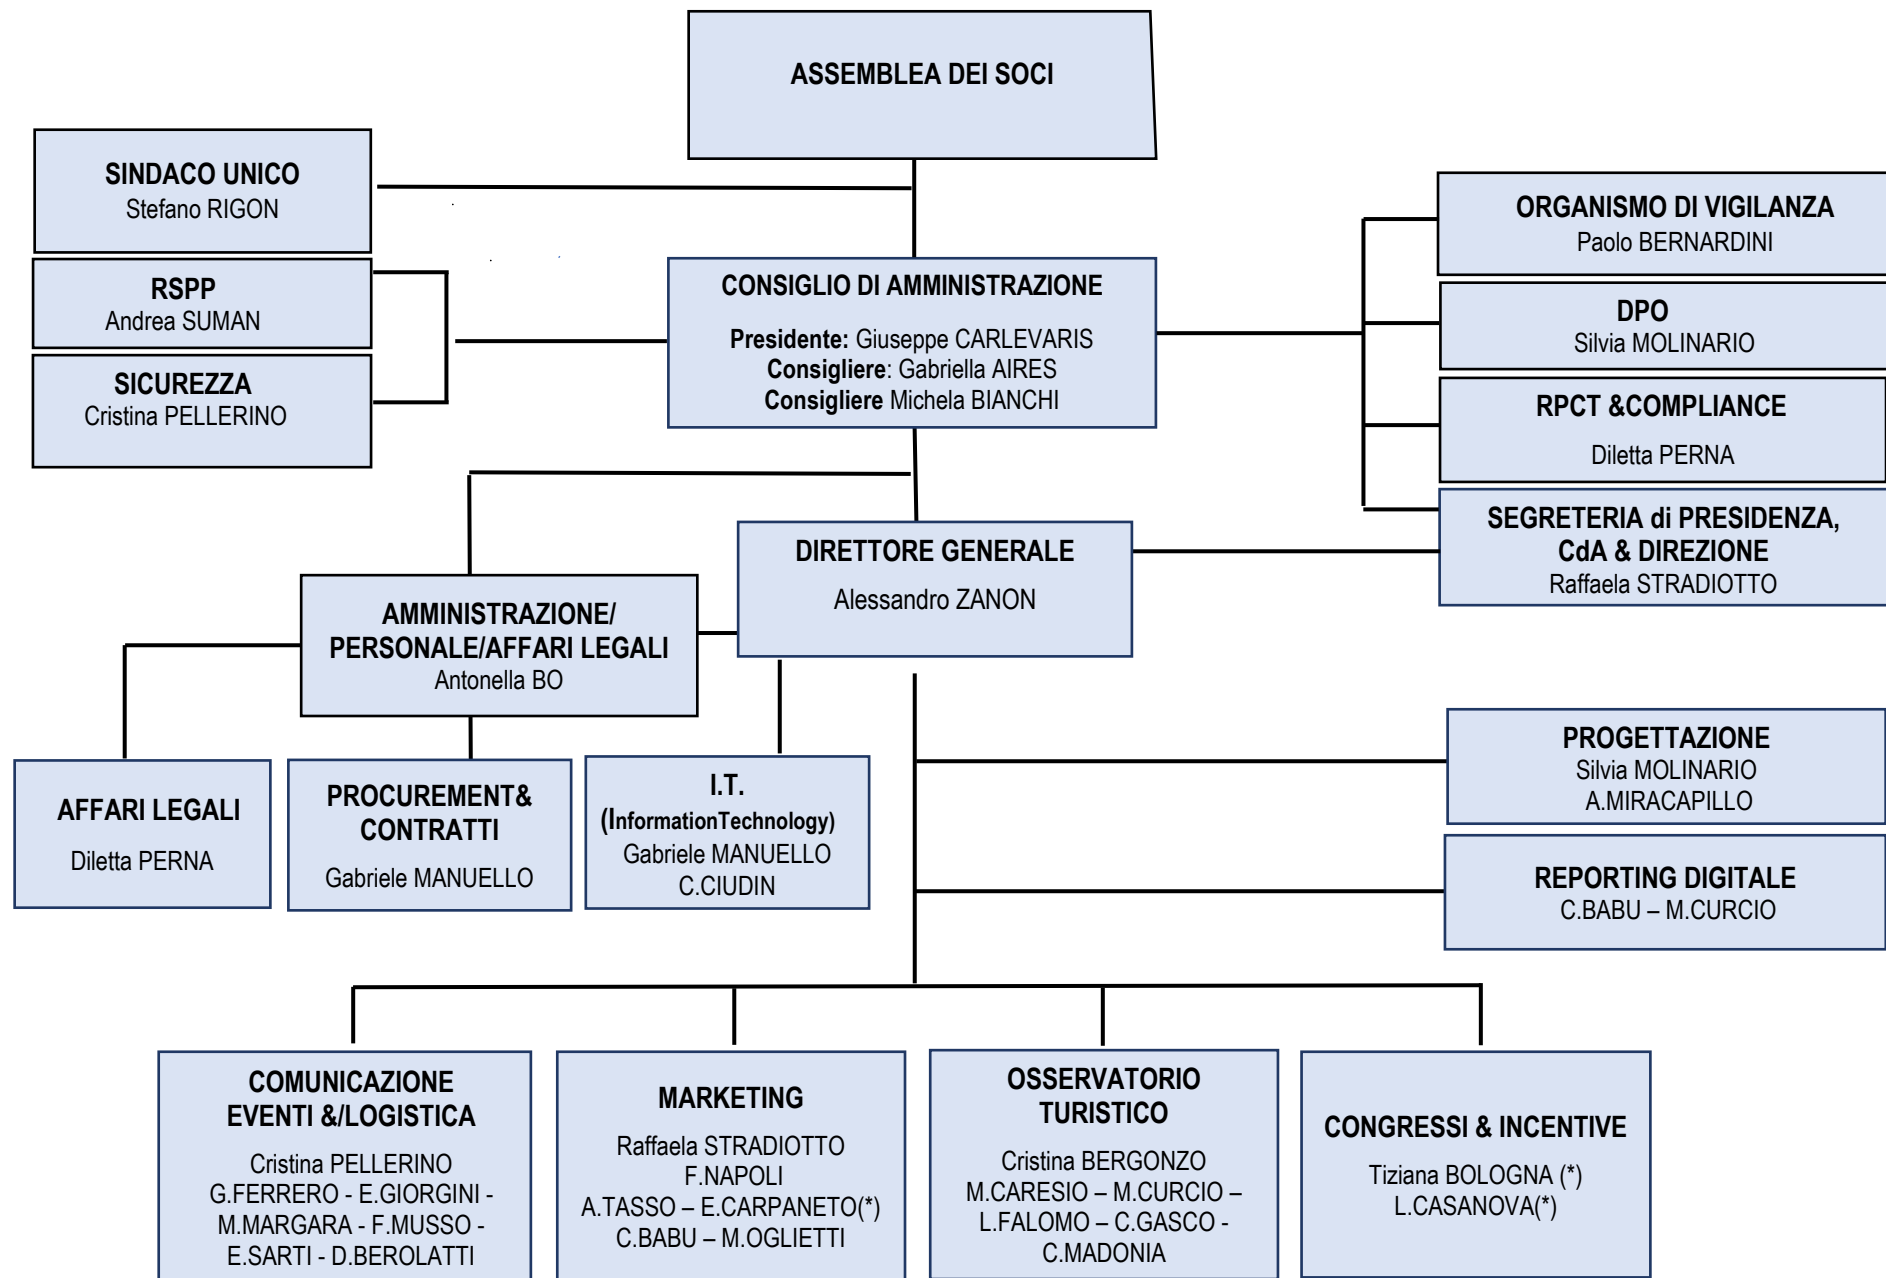 ASSEMBLEA DEI SOCI
SINDACO UNICO
Stefano RIGON
ORGANISMO DI VIGILANZA
Paolo BERNARDINI
RSPP
Andrea SUMAN
CONSIGLIO DI AMMINISTRAZIONE
Presidente: Giuseppe CARLEVARIS
Consigliere: Gabriella AIRES
Consigliere Michela BIANCHI
DPO
Silvia MOLINARIO
SICUREZZA
Cristina PELLERINO
RPCT &COMPLIANCE
Diletta PERNA
SEGRETERIA di PRESIDENZA,
CdA & DIREZIONE
Raffaela STRADIOTTO
DIRETTORE GENERALE
Alessandro ZANON
AMMINISTRAZIONE/
PERSONALE/AFFARI LEGALI
Antonella BO
AFFARI LEGALI
Diletta PERNA
PROCUREMENT&
CONTRATTI
Gabriele MANUELLO
I.T.
(InformationTechnology)
Gabriele MANUELLO
C.CIUDIN
PROGETTAZIONE
Silvia MOLINARIO
A.MIRACAPILLO
REPORTING DIGITALE
C.BABU – M.CURCIO
COMUNICAZIONE
EVENTI &/LOGISTICA
Cristina PELLERINO
G.FERRERO - E.GIORGINI -
M.MARGARA - F.MUSSO -
E.SARTI - D.BEROLATTI
MARKETING
Raffaela STRADIOTTO
F.NAPOLI
A.TASSO – E.CARPANETO(*)
C.BABU – M.OGLIETTI
OSSERVATORIO
TURISTICO
Cristina BERGONZO
M.CARESIO – M.CURCIO –
L.FALOMO – C.GASCO -
C.MADONIA
CONGRESSI & INCENTIVE
Tiziana BOLOGNA (*)
L.CASANOVA(*)